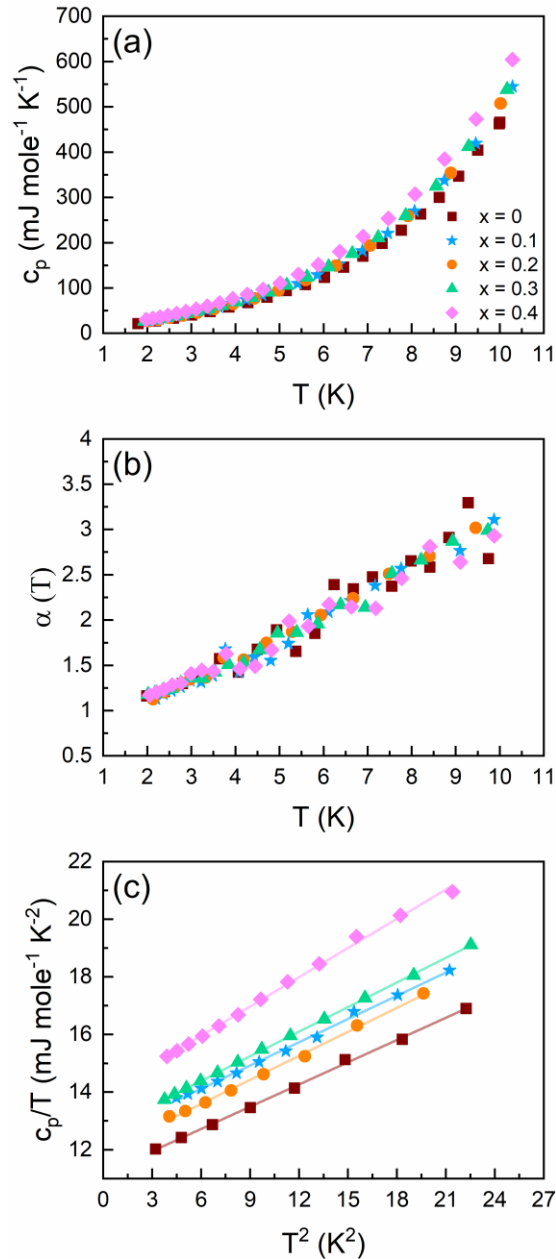 (a)
700
600
500
400
300
200
100
0
c_p (mJ mole⁻¹ K⁻¹)
x = 0
x = 0.1
x = 0.2
x = 0.3
x = 0.4
1 2 3 4 5 6 7 8 9 10 11
T (K)
(b)
4
3.5
3
2.5
2
1.5
1
0.5
α (T)
1 2 3 4 5 6 7 8 9 10 11
T (K)
(c)
22
20
18
16
14
12
c_p/T (mJ mole⁻¹ K⁻²)
0 3 6 9 12 15 18 21 24 27
T² (K²)